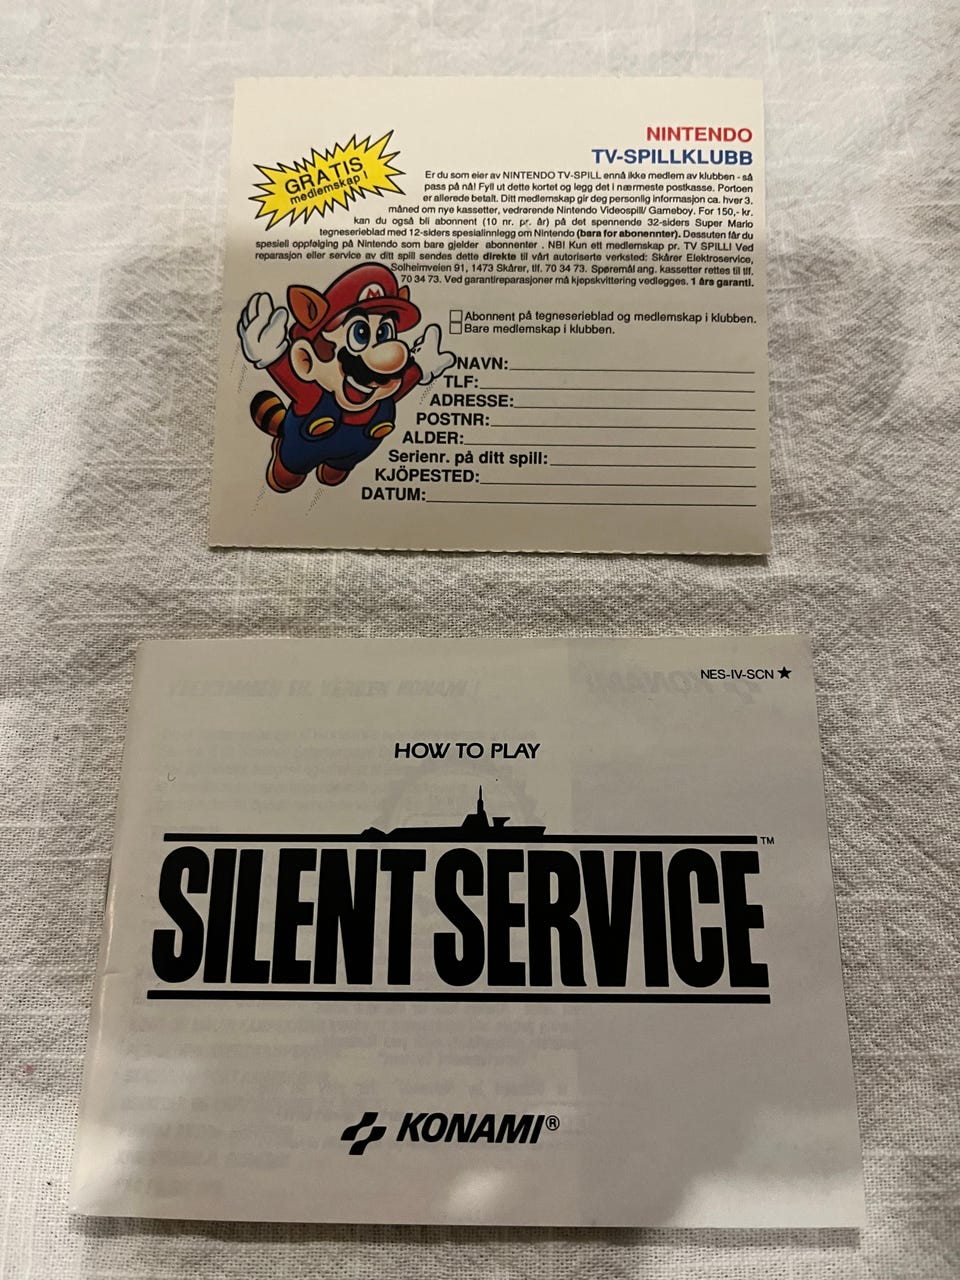 GRATIS
medlemskap !
NINTENDO
TV-SPILLKLUBB
Er du som eier av NINTENDO TV-SPILL ennå ikke medlem av klubben - så
pass på nå! Fyll ut dette kortet og legg det i nærmeste postkasse. Portoen
er allerede betalt. Ditt medlemskap gir deg personlig informasjon ca. hver 3.
måned om nye kassetter, vedrørende Nintendo Videospill/ Gameboy. For 150,- kr.
kan du også bli abonnent (10 nr. pr. år) på det spennende 32-siders Super Mario
tegneserieblad med 12-siders spesialinnlegg om Nintendo (bara for abonennter). Dessuten får du
spesiell oppfølging på Nintendo som bare gjelder abonnenter . NB! Kun ett medlemskap pr. TV SPILL! Ved
reparasjon eller service av ditt spill sendes dette direkte til vårt autoriserte verksted: Skårer Elektroservice,
Solheimveien 91, 1473 Skårer, tlf. 70 34 73. Spøremål ang. kassetter rettes til tlf.
70 34 73. Ved garantireparasjoner må kjøpskvittering vedlegges. 1 års garanti.
Abonnent på tegneserieblad og medlemskap i klubben.
Bare medlemskap i klubben.
M
NAVN:
TLF:
ADRESSE:
POSTNR:
ALDER:
Serienr. på ditt spill:
KJÖPESTED:
DATUM:
NES-IV-SCN ★
HOW TO PLAY
SILENT SERVICE™
KONAMI®